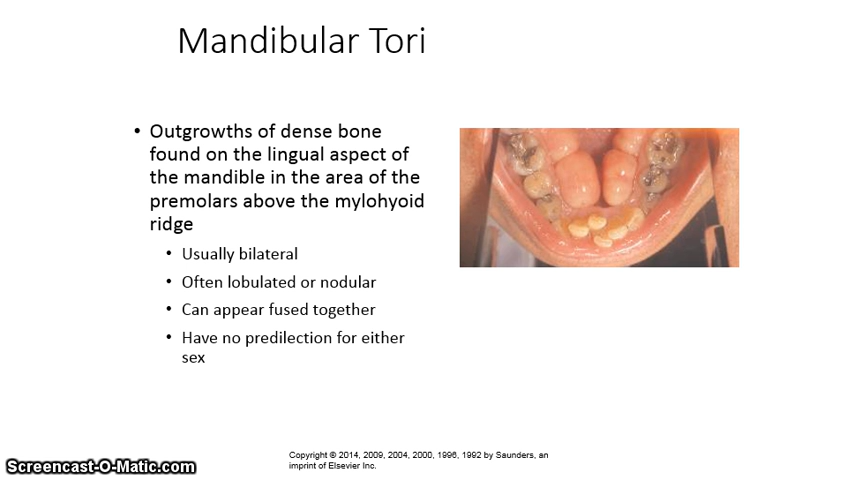 Mandibular Tori
• Outgrowths of dense bone
found on the lingual aspect of
the mandible in the area of the
premolars above the mylohyoid
ridge
• Usually bilateral
• Often lobulated or nodular
• Can appear fused together
• Have no predilection for either
sex
Copyright © 2014, 2009, 2004, 2000, 1996, 1992 by Saunders, an
imprint of Elsevier Inc.
Screencast-O-Matic.com